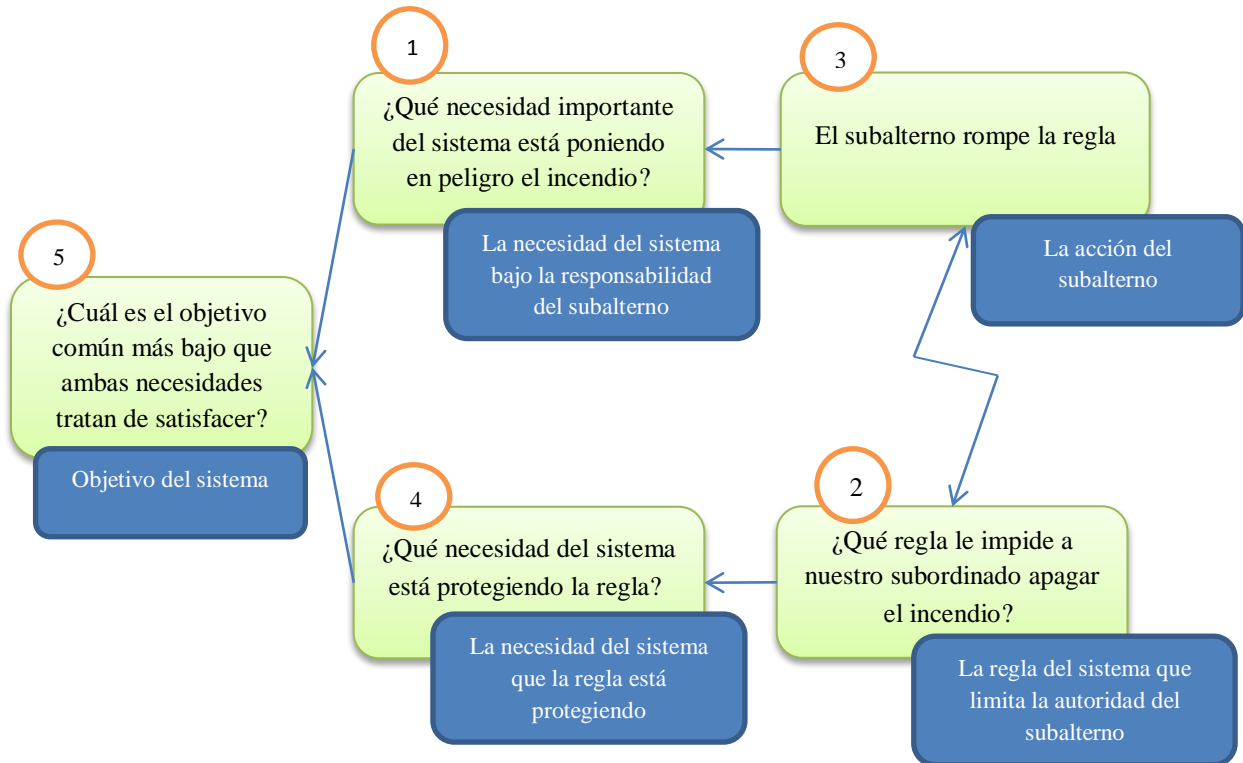 1
¿Qué necesidad importante
del sistema está poniendo
en peligro el incendio?
La necesidad del sistema
bajo la responsabilidad
del subalterno
3
El subalterno rompe la regla
La acción del
subalterno
5
¿Cuál es el objetivo
común más bajo que
ambas necesidades
tratan de satisfacer?
Objetivo del sistema
4
¿Qué necesidad del sistema
está protegiendo la regla?
La necesidad del sistema
que la regla está
protegiendo
2
¿Qué regla le impide a
nuestro subordinado apagar
el incendio?
La regla del sistema que
limita la autoridad del
subalterno